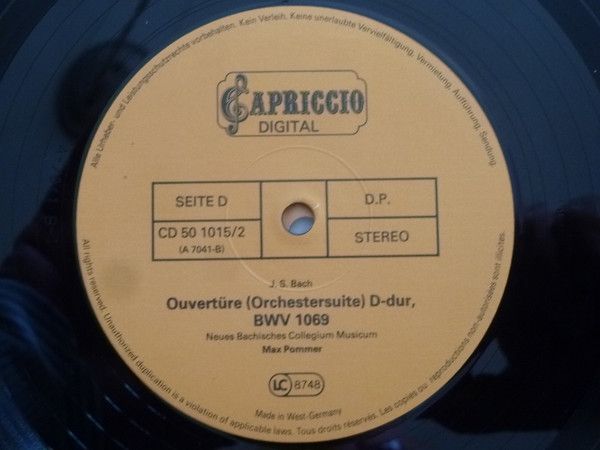 Alle Urheber- und Leistungsschutzrechte vorbehalten. Kein Verleih. Keine unerlaubte Vervielfältigung, Vermietung, Aufführung, Sendung.
CAPRICCIO
DIGITAL
SEITE D
D.P.
CD 50 1015/2
(A 7041-B)
STEREO
J. S. Bach
Ouvertüre (Orchestersuite) D-dur,
BWV 1069
Neues Bachisches Collegium Musicum
Max Pommer
LC 8748
Made in West-Germany
All rights reserved. Unauthorized duplication is a violation of applicable laws. Tous droits réservés. Les copies ou reproductions non-autorisées sont illicites.